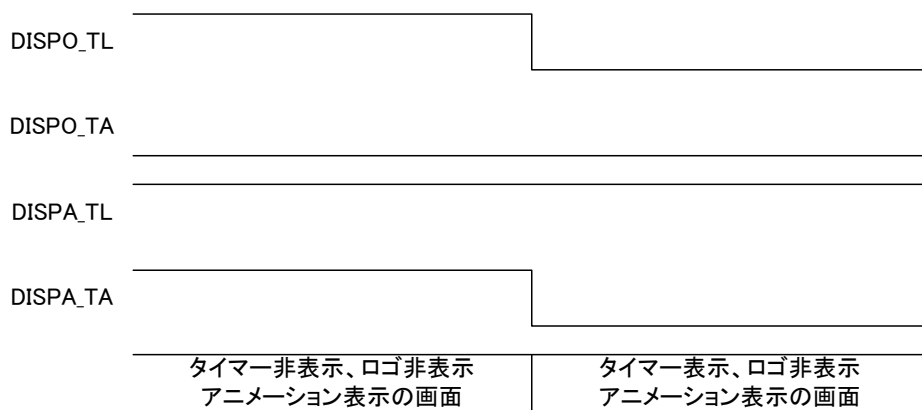 DISPO_TL
DISPO_TA
DISPA_TL
DISPA_TA
タイマー非表示、ロゴ非表示
アニメーション表示の画面
タイマー表示、ロゴ非表示
アニメーション表示の画面